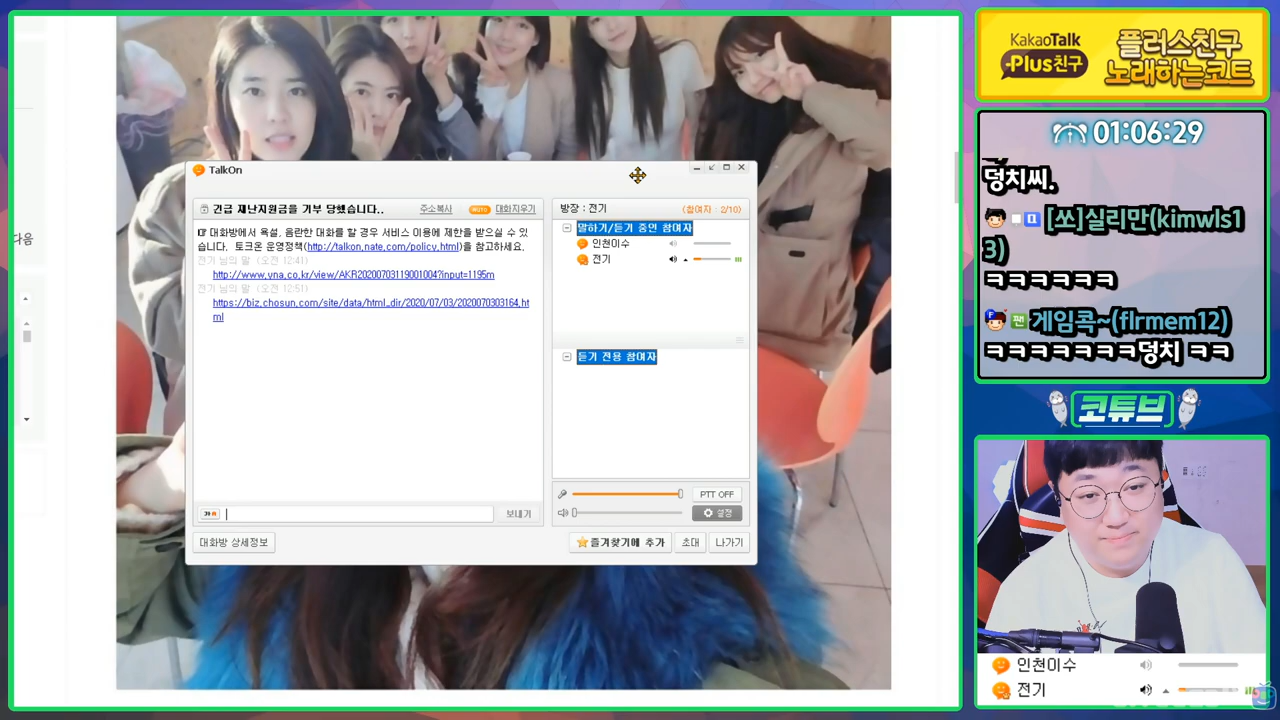 다음
TalkOn
긴급 재난지원금을 기부 당했습니다..
주소복사
대화지우기
대화방에서 욕설, 음란한 대화를 할 경우 서비스 이용에 제한을 받으실 수 있
습니다. 토크온 운영정책(http://talkon.nate.com/policy.html)을 참고하세요.
전기 님의 말 (오전 12:41)
http://www.yna.co.kr/view/AKR20200703119001004?input=1195m
전기 님의 말 (오전 12:51)
https://biz.chosun.com/site/data/html_dir/2020/07/03/2020070303164.ht
ml
보내기
대화방 상세정보
방장 : 전기
(참여자 : 2/10)
말하기/듣기 중인 참여자
인천이수
전기
듣기 전용 참여자
PTT OFF
설정
즐겨찾기에 추가
초대
나가기
KakaoTalk
Plus친구
플러스친구
노래하는코트
01:06:29
덩치씨.
[쏘]실리만(kimwls1
3)
ㅋㅋㅋㅋㅋㅋ
팬 게임콕~(flrmem12)
ㅋㅋㅋㅋㅋㅋㅋ덩치 ㅋㅋ
코튜브
인천이수
전기